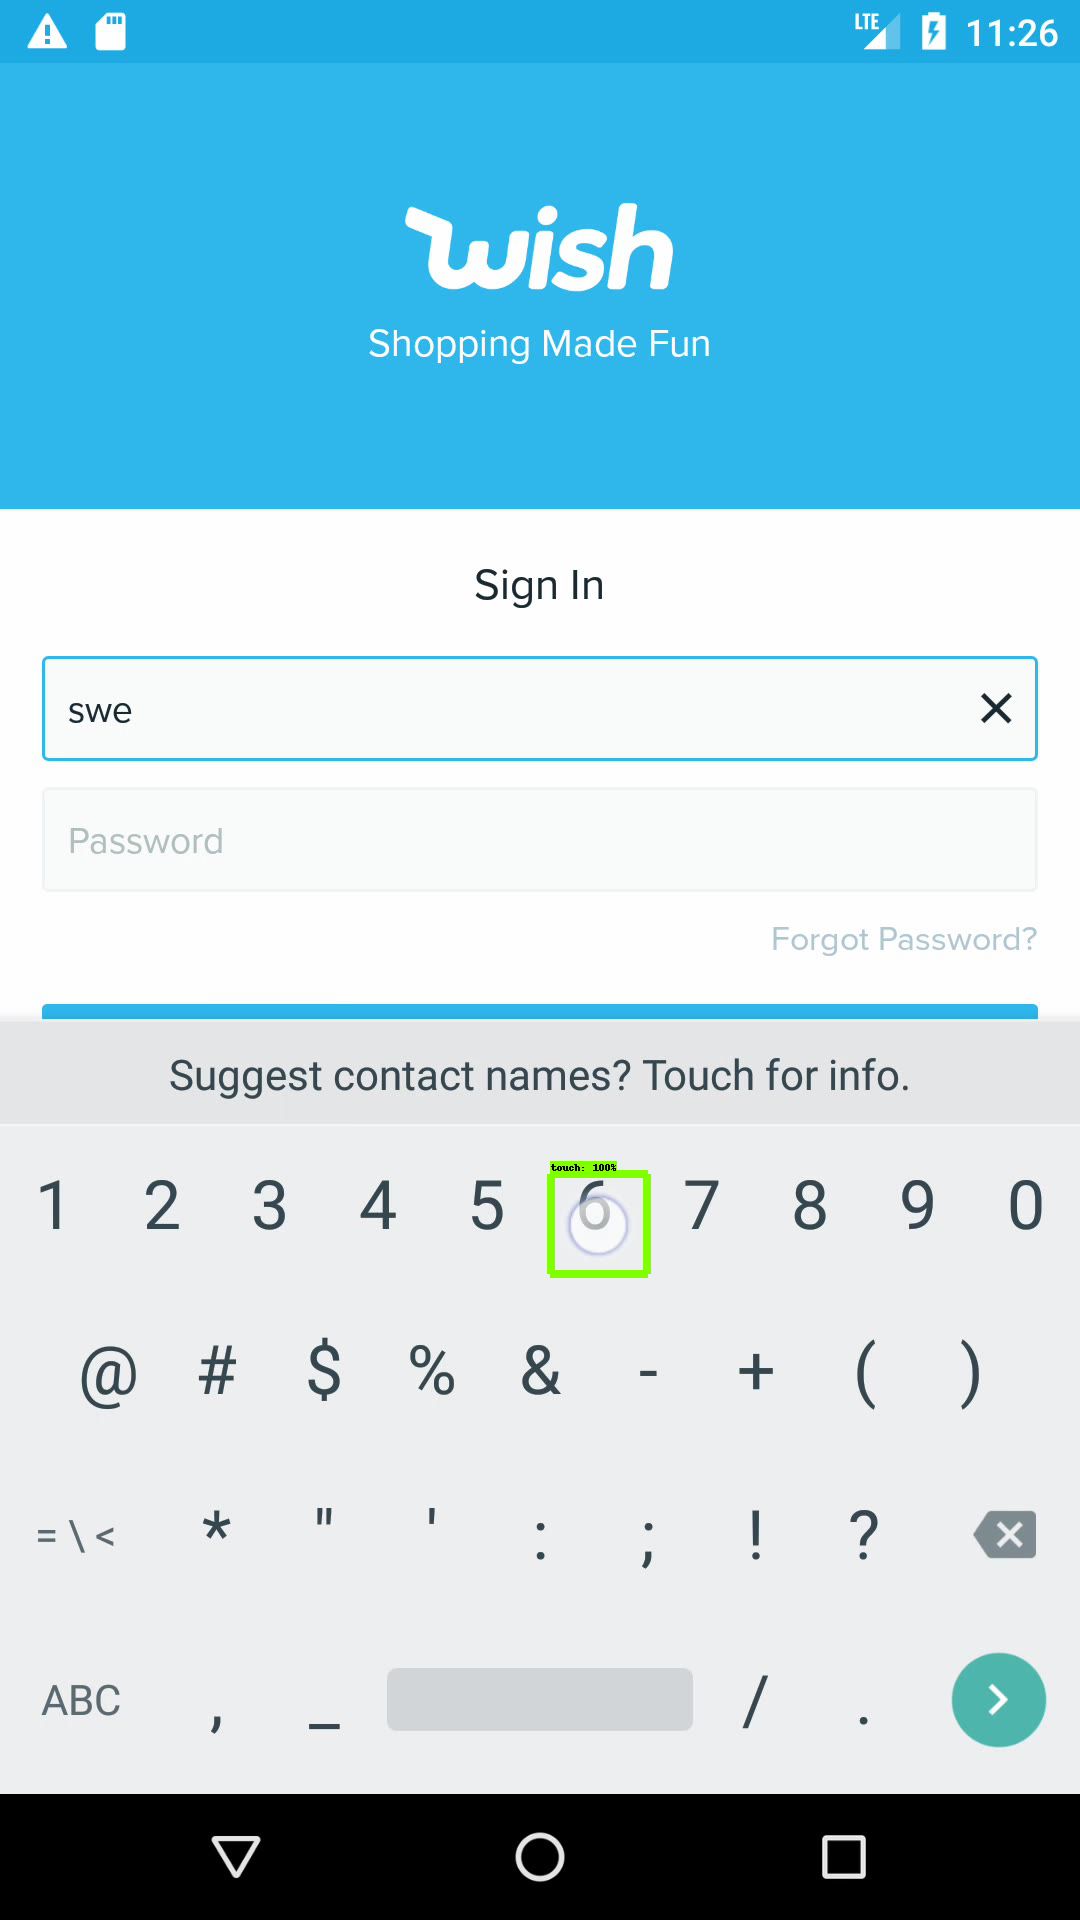 LTE 11:26
wish
Shopping Made Fun
Sign In
swe
Password
Forgot Password?
Suggest contact names? Touch for info.
touch: 100%
1 2 3 4 5 6 7 8 9 0
@ # $ % & - + ( )
= \ < * " ' : ; ! ?
ABC , _ / .